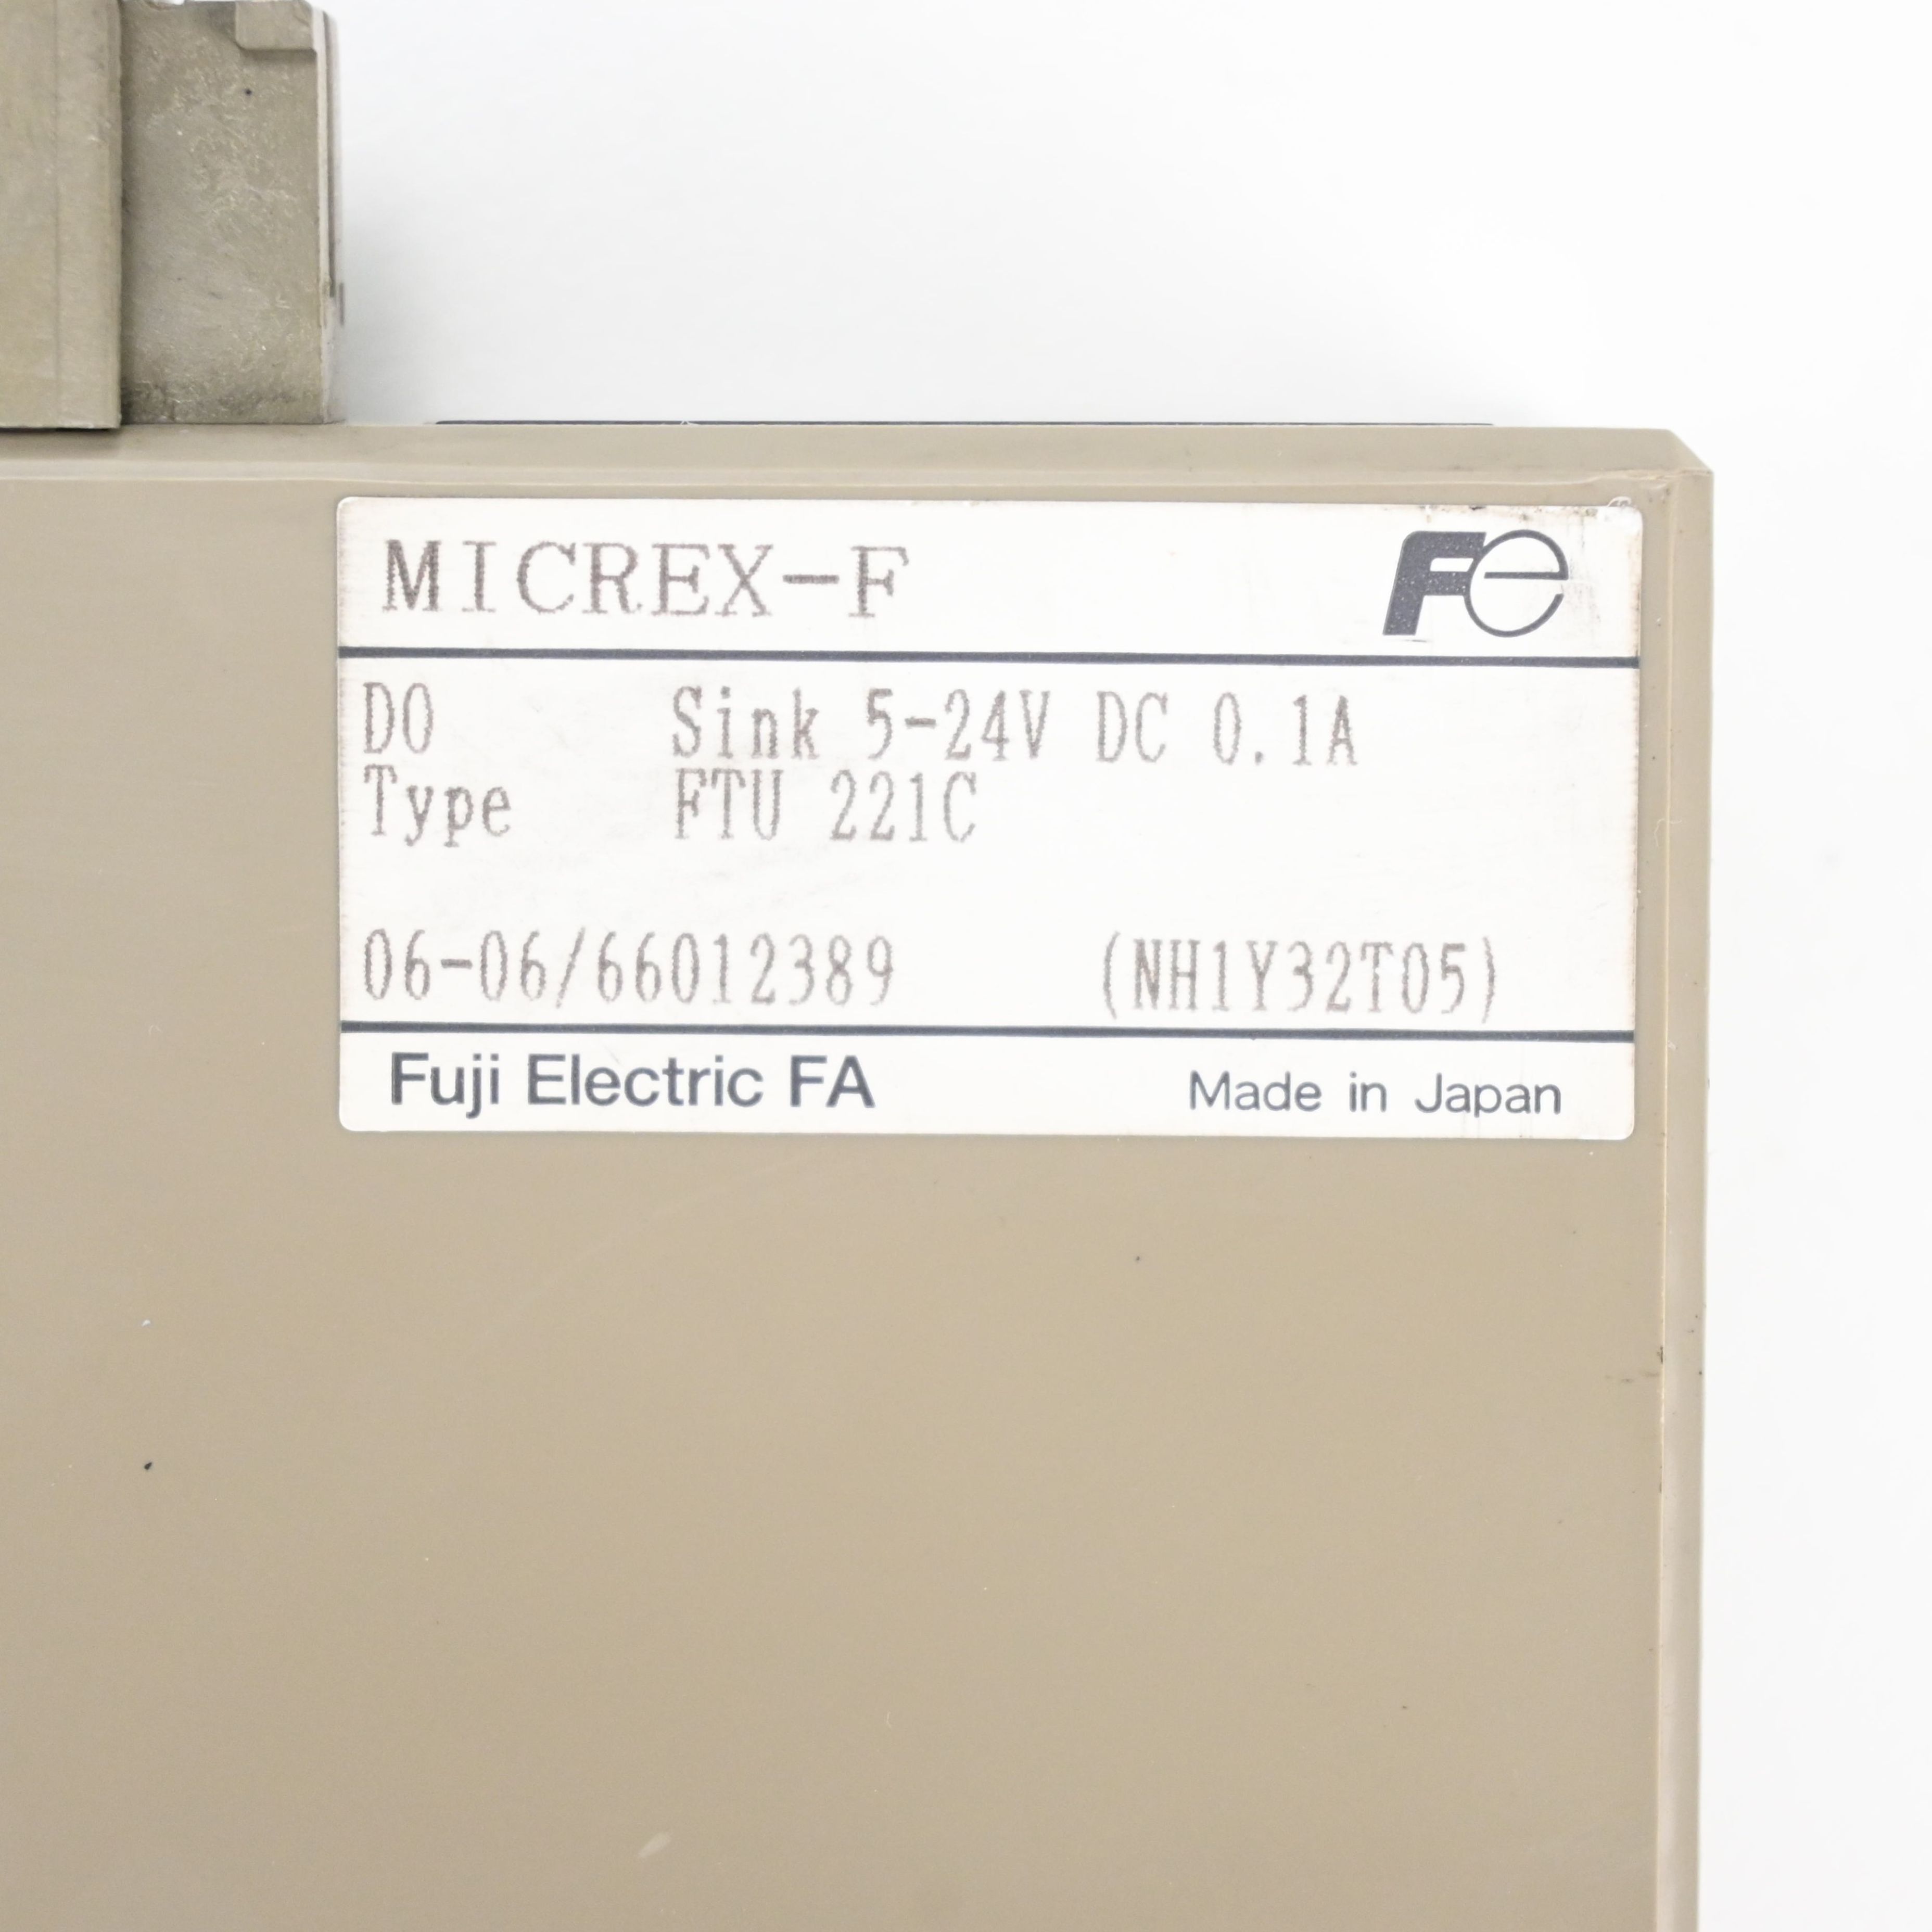 MICREX-F Fe
DO Sink 5-24V DC 0.1A
Type FTU 221C
06-06/66012389 (NH1Y32T05)
Fuji Electric FA Made in Japan